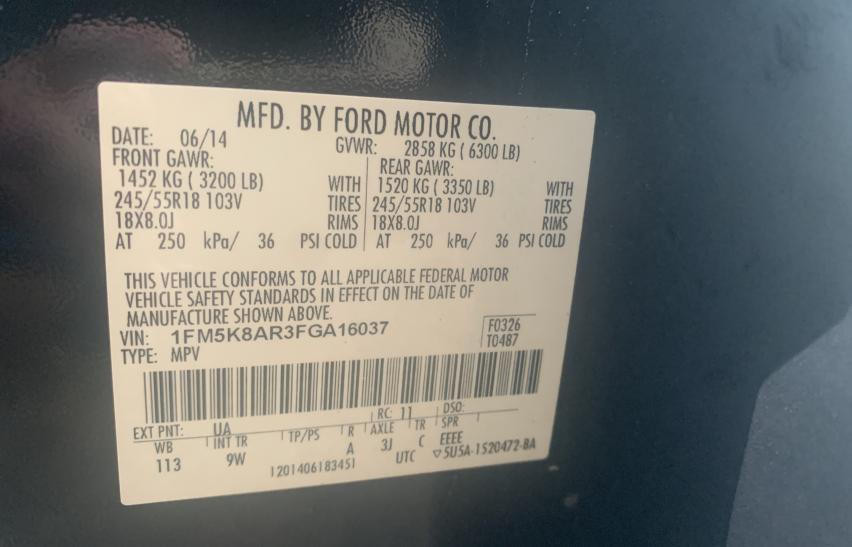 MFD. BY FORD MOTOR CO.
DATE: 06/14 GVWR: 2858 KG ( 6300 LB)
FRONT GAWR: REAR GAWR:
1452 KG ( 3200 LB) WITH 1520 KG ( 3350 LB) WITH
245/55R18 103V TIRES 245/55R18 103V TIRES
18X8.0J RIMS 18X8.0J RIMS
AT 250 kPa/ 36 PSI COLD AT 250 kPa/ 36 PSI COLD
THIS VEHICLE CONFORMS TO ALL APPLICABLE FEDERAL MOTOR
VEHICLE SAFETY STANDARDS IN EFFECT ON THE DATE OF
MANUFACTURE SHOWN ABOVE.
VIN: 1FM5K8AR3FGA16037 F0326
TYPE: MPV T0487
EXT PNT: UA RC: 11 DSO:
WB INT TR TP/PS R AXLE TR SPR
113 9W A 3J C EEEE
1201406183451 UTC ▽5U5A-1520472-BA